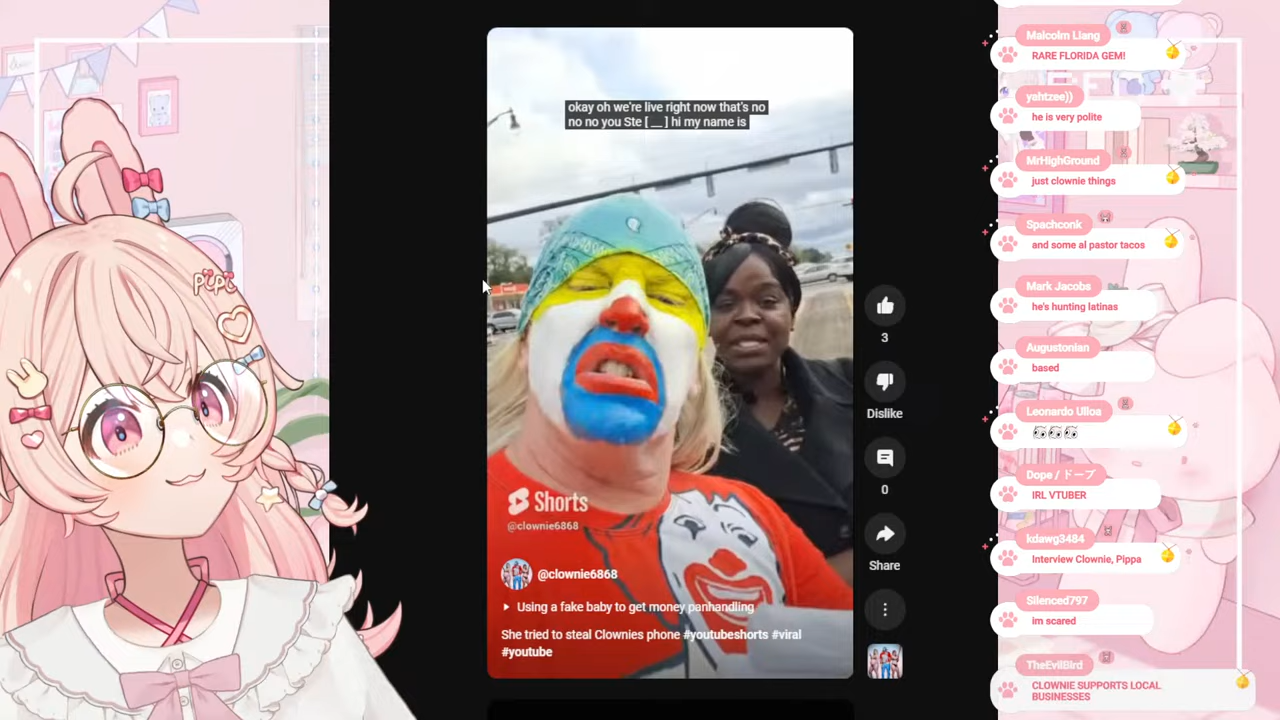 pipi
okay oh we're live right now that's no
no no you Ste [ __ ] hi my name is
Shorts
@clownie6868
@clownie6868
Using a fake baby to get money panhandling
She tried to steal Clownies phone #youtubeshorts #viral
#youtube
3
Dislike
0
Share
Malcolm Liang
RARE FLORIDA GEM!
yahtzee))
he is very polite
MrHighGround
just clownie things
Spachconk
and some al pastor tacos
Mark Jacobs
he's hunting latinas
Augustonian
based
Leonardo Ulloa
👀👀👀
Dope / ドープ
IRL VTUBER
kdawg3484
Interview Clownie, Pippa
Silenced797
im scared
TheEvilBird
CLOWNIE SUPPORTS LOCAL
BUSINESSES